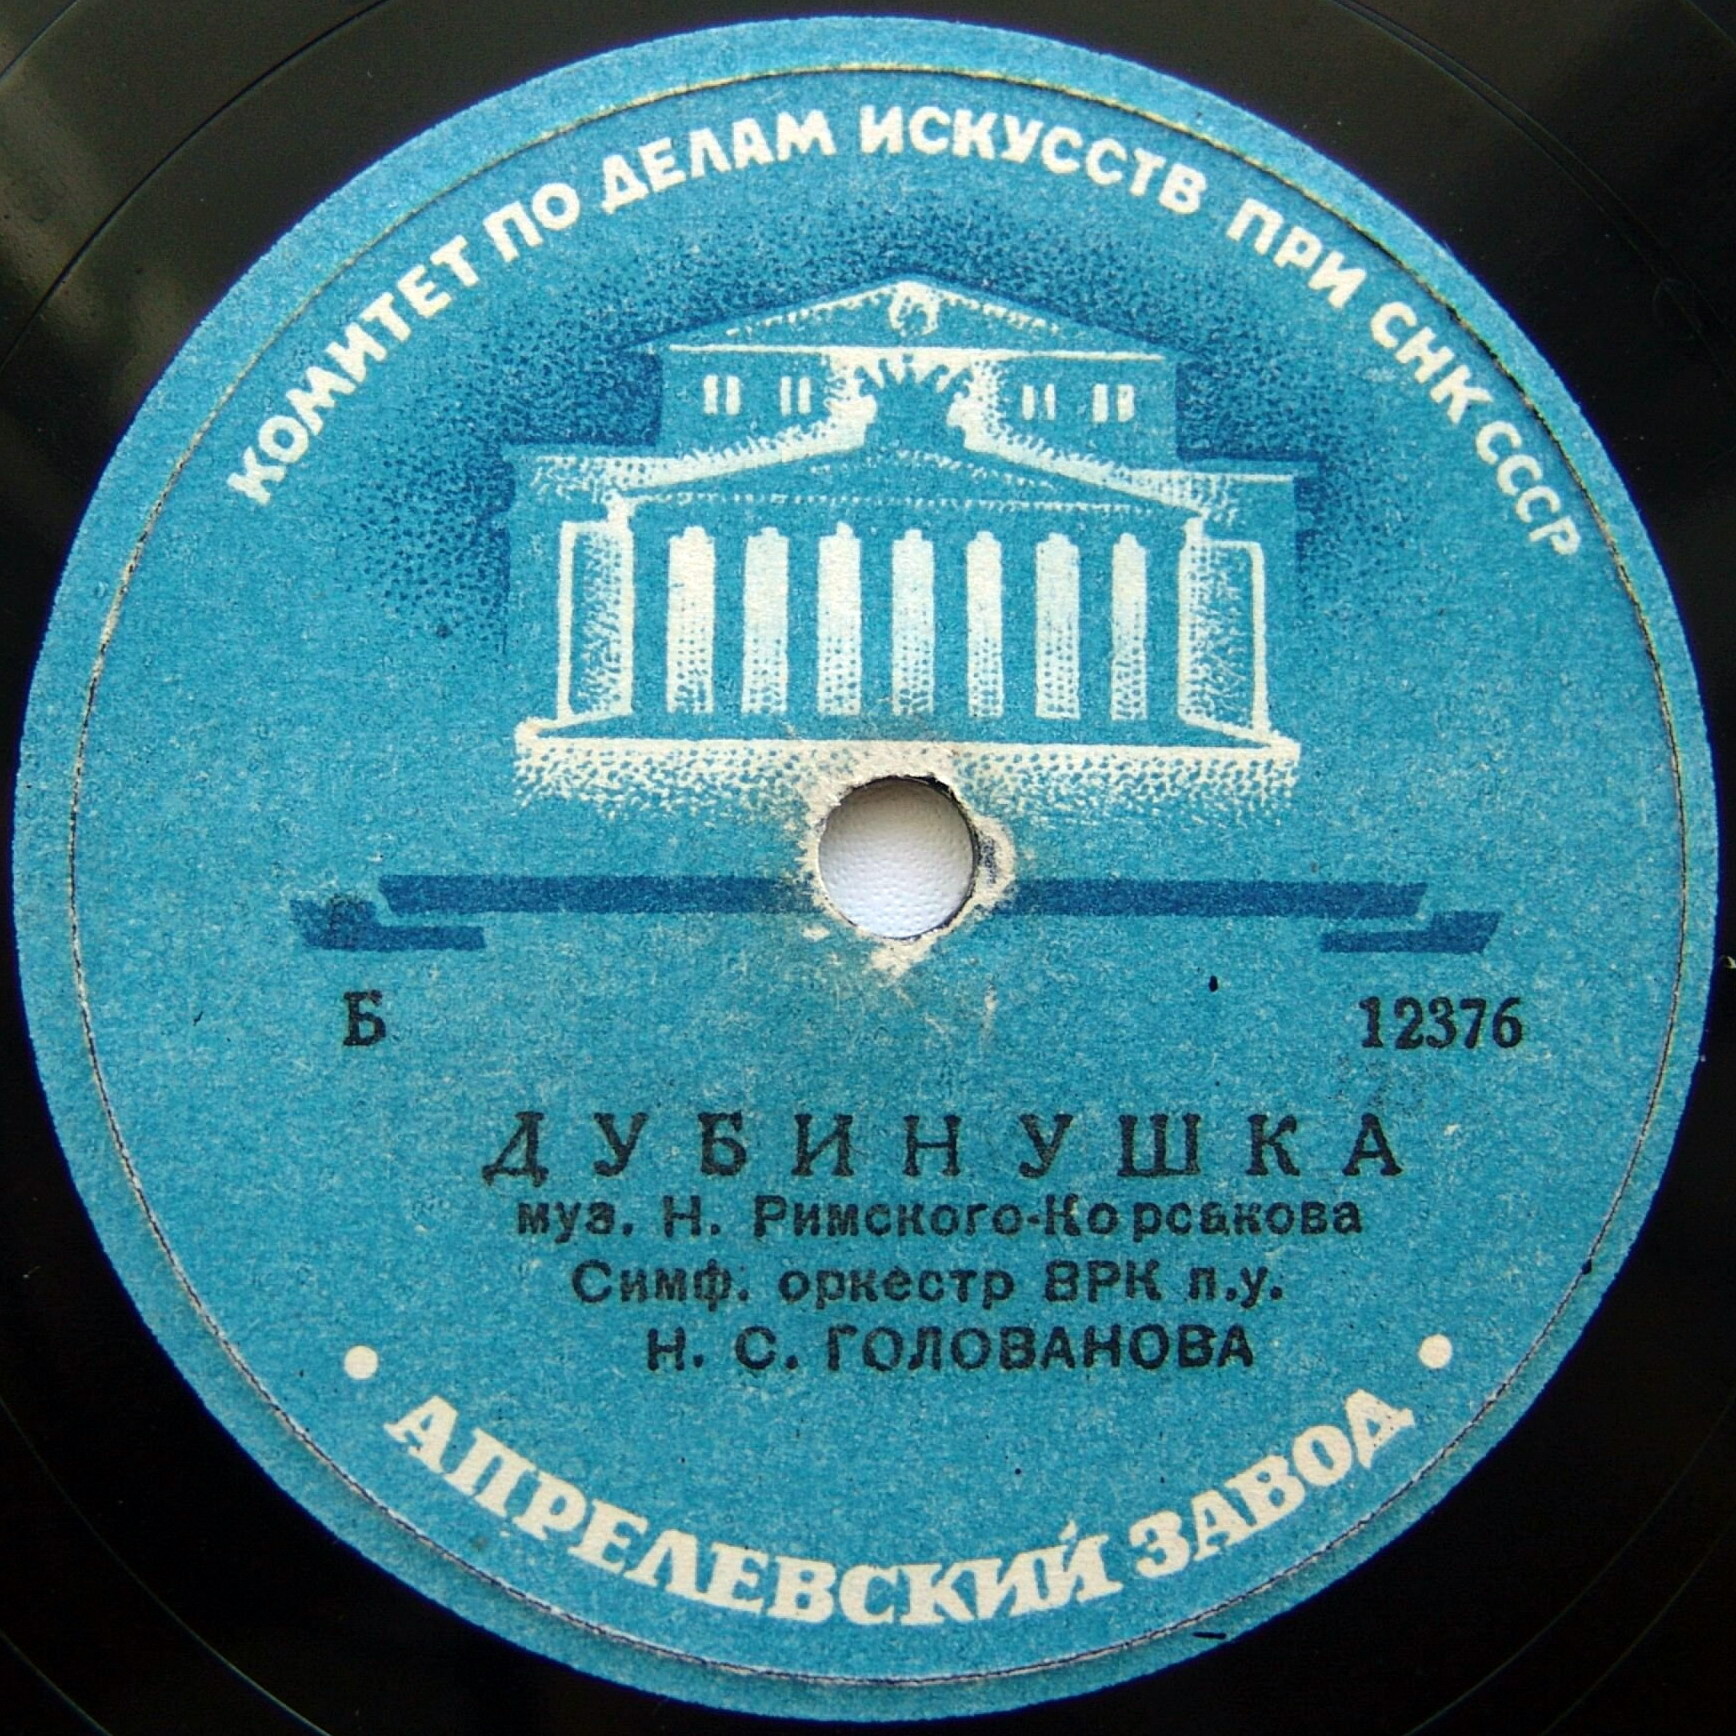 КОМИТЕТ ПО ДЕЛАМ ИСКУССТВ ПРИ СНК СССР
Б 12376
ДУБИНУШКА
муз. Н. Римского-Корсакова
Симф. оркестр ВРК п.у.
Н. С. ГОЛОВАНОВА
• АПРЕЛЕВСКИЙ ЗАВОД •